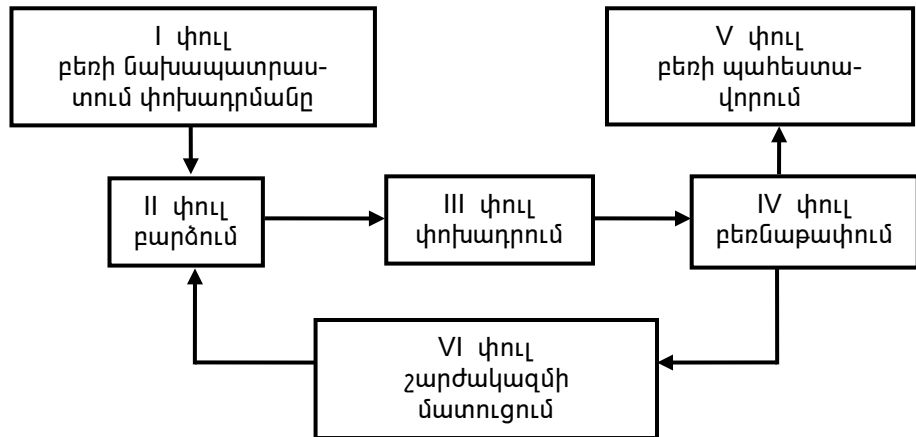 I փուլ
բեռի նախապատրաս-
տում փոխադրմանը
V փուլ
բեռի պահեստա-
վորում
II փուլ
բարձում
III փուլ
փոխադրում
IV փուլ
բեռնաթափում
VI փուլ
շարժակազմի
մատուցում